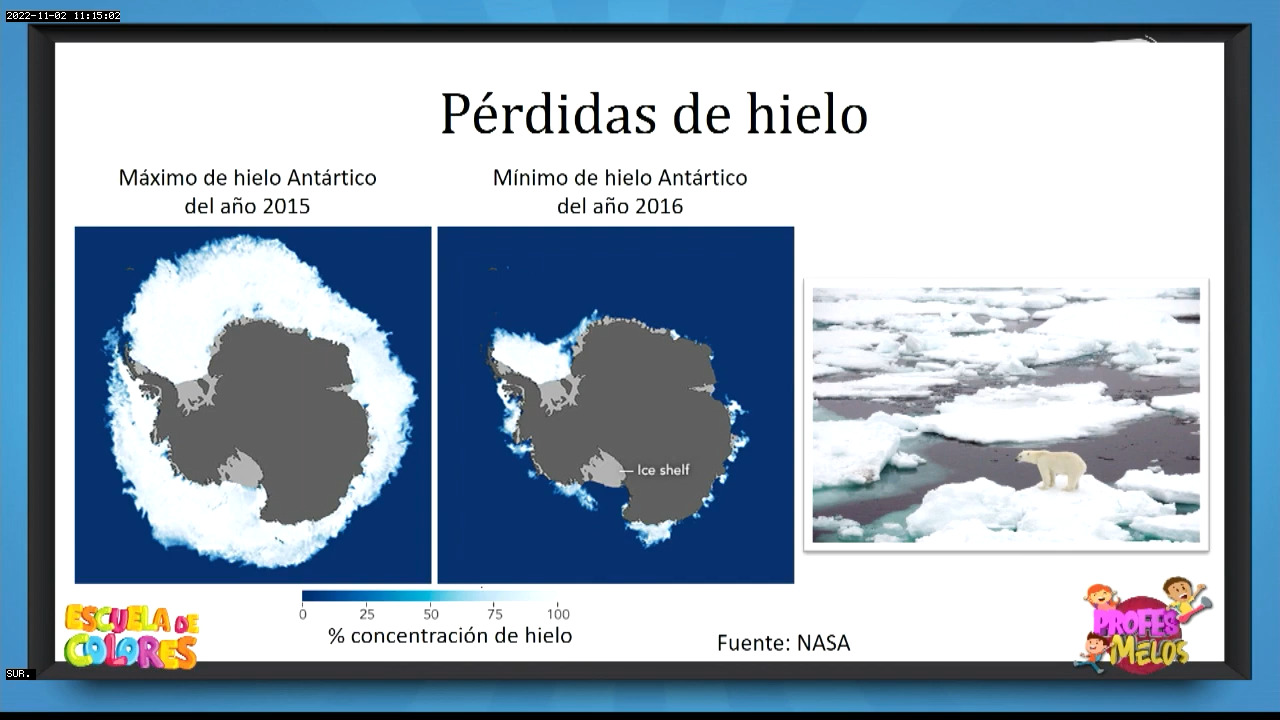 2022-11-02 11:15:02
Pérdidas de hielo
Máximo de hielo Antártico
del año 2015
Mínimo de hielo Antártico
del año 2016
Ice shelf
0 25 50 75 100
% concentración de hielo
Fuente: NASA
ESCUELA DE
COLORES
PROFES
MELOS
SUR.